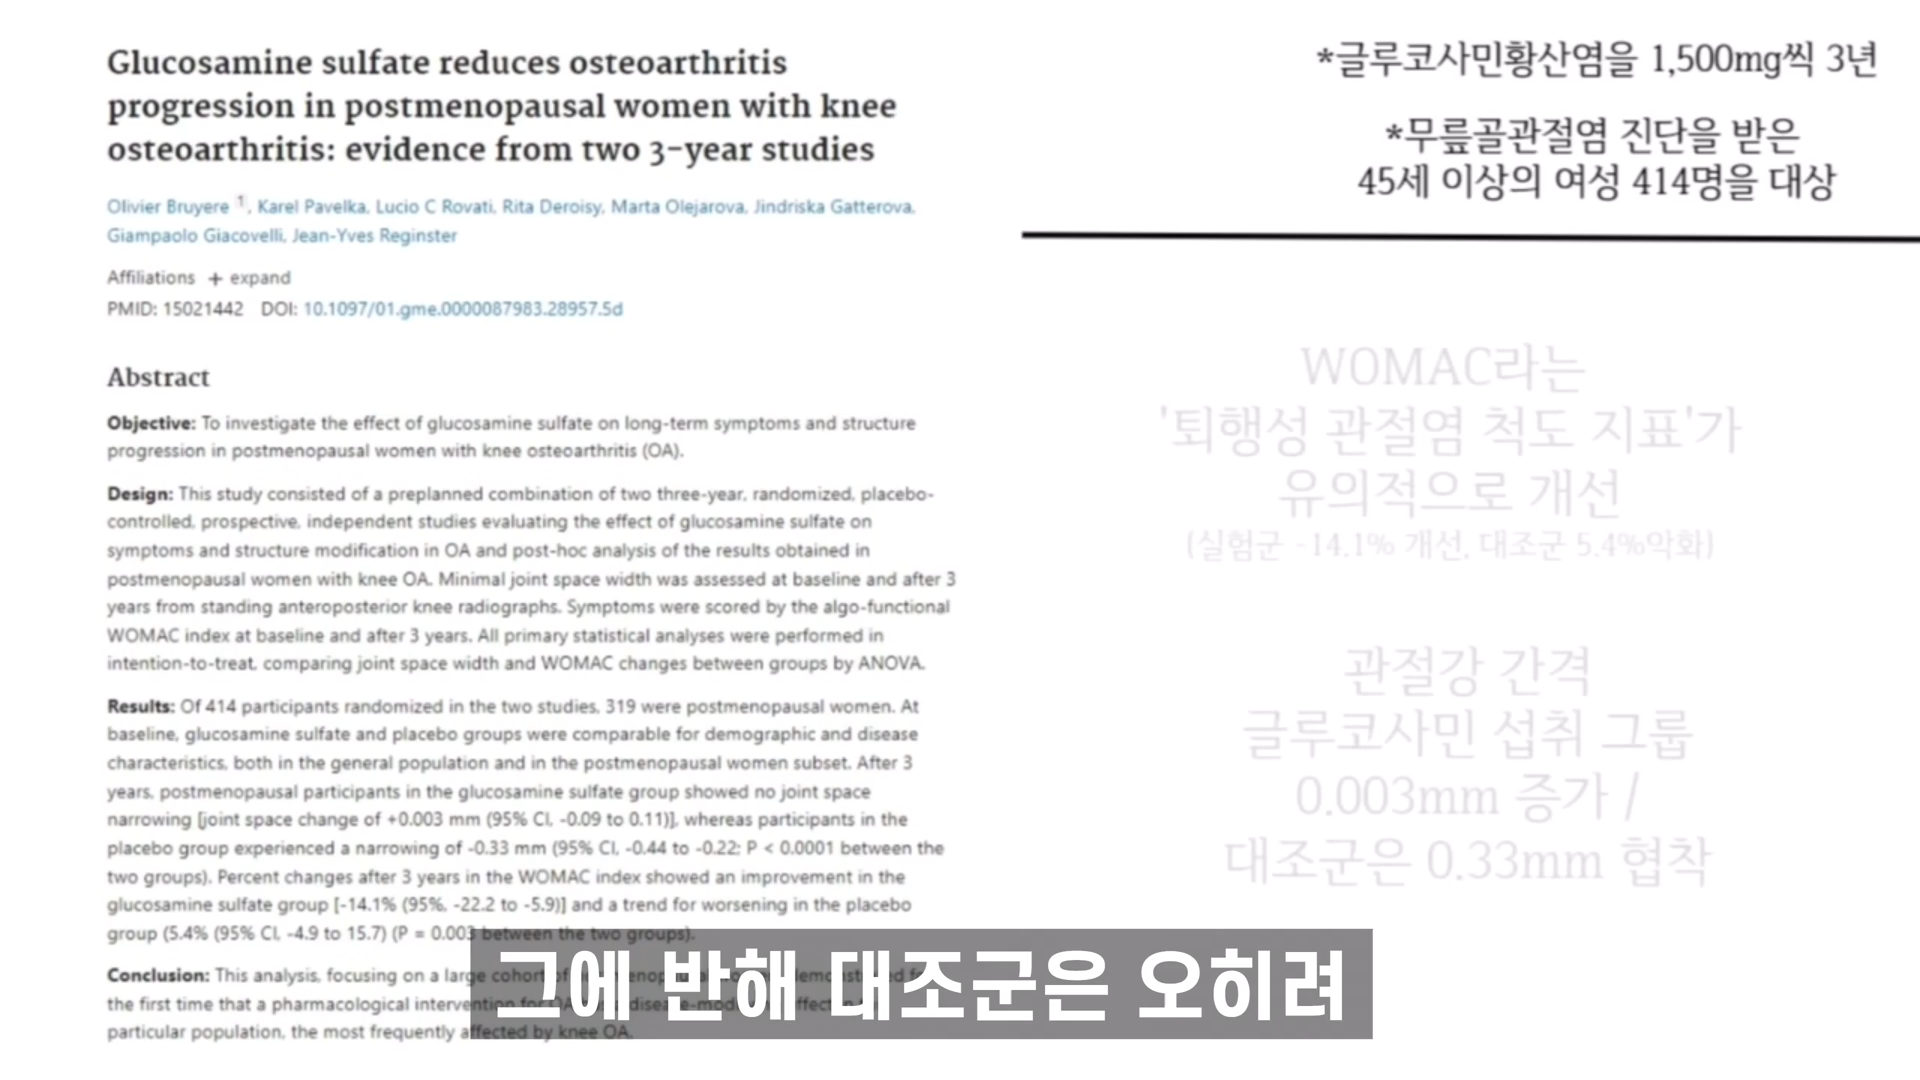 Glucosamine sulfate reduces osteoarthritis
progression in postmenopausal women with knee
osteoarthritis: evidence from two 3-year studies
Olivier Bruyere 1, Karel Pavelka, Lucio C Rovati, Rita Deroisy, Marta Olejarova, Jindriska Gatterova,
Giampaolo Giacovelli, Jean-Yves Reginster
Affiliations + expand
PMID: 15021442 DOI: 10.1097/01.gme.0000087983.28957.5d
Abstract
Objective: To investigate the effect of glucosamine sulfate on long-term symptoms and structure
progression in postmenopausal women with knee osteoarthritis (OA).
Design: This study consisted of a preplanned combination of two three-year, randomized, placebo-
controlled, prospective, independent studies evaluating the effect of glucosamine sulfate on
symptoms and structure modification in OA and post-hoc analysis of the results obtained in
postmenopausal women with knee OA. Minimal joint space width was assessed at baseline and after 3
years from standing anteroposterior knee radiographs. Symptoms were scored by the algo-functional
WOMAC index at baseline and after 3 years. All primary statistical analyses were performed in
intention-to-treat, comparing joint space width and WOMAC changes between groups by ANOVA.
Results: Of 414 participants randomized in the two studies, 319 were postmenopausal women. At
baseline, glucosamine sulfate and placebo groups were comparable for demographic and disease
characteristics, both in the general population and in the postmenopausal women subset. After 3
years, postmenopausal participants in the glucosamine sulfate group showed no joint space
narrowing [joint space change of +0.003 mm (95% CI, -0.09 to 0.11)], whereas participants in the
placebo group experienced a narrowing of -0.33 mm (95% CI, -0.44 to -0.22; P < 0.0001 between the
two groups). Percent changes after 3 years in the WOMAC index showed an improvement in the
glucosamine sulfate group [-14.1% (95%, -22.2 to -5.9)] and a trend for worsening in the placebo
group (5.4% (95% CI, -4.9 to 15.7) (P = 0.003 between the two groups).
Conclusion: This analysis, focusing on a large cohort of
the first time that a pharmacological intervention for OA
particular population, the most frequently affected by knee OA.
*글루코사민황산염을 1,500mg씩 3년
*무릎골관절염 진단을 받은
45세 이상의 여성 414명을 대상
WOMAC라는
'퇴행성 관절염 척도 지표'가
유의적으로 개선
(실험군 -14.1% 개선, 대조군 5.4%악화)
관절강 간격
글루코사민 섭취 그룹
0.003mm 증가 /
대조군은 0.33mm 협착
그에 반해 대조군은 오히려